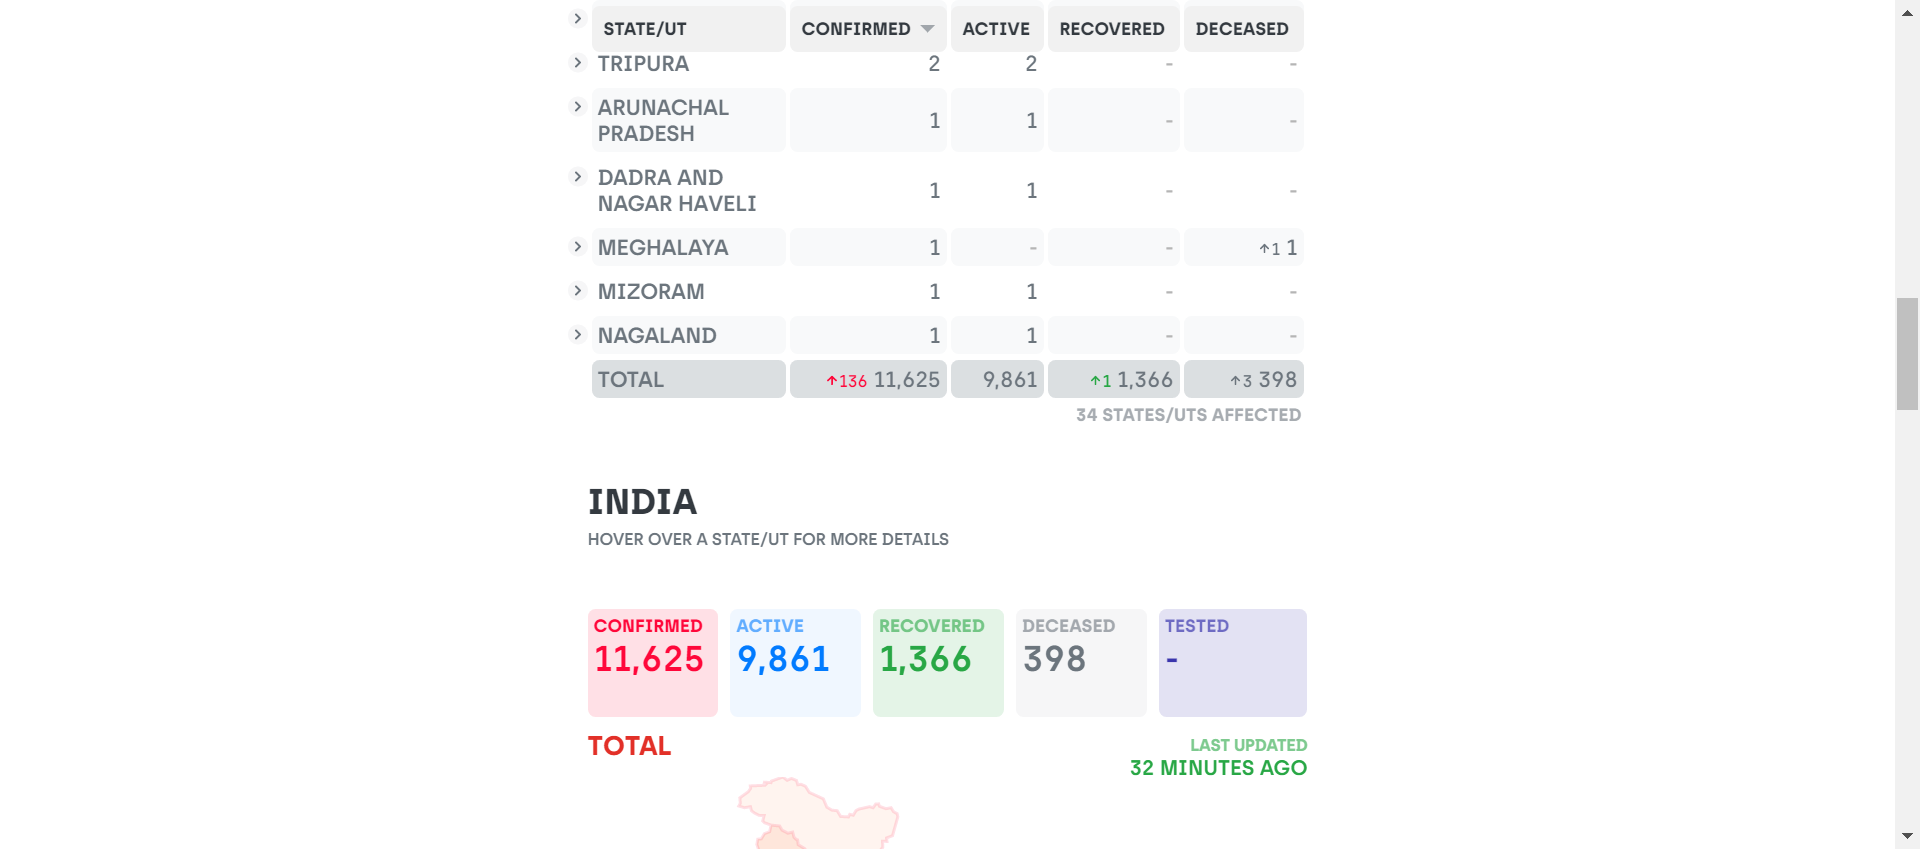 STATE/UT CONFIRMED ACTIVE RECOVERED DECEASED
TRIPURA 2 2 - -
ARUNACHAL
PRADESH 1 1 - -
DADRA AND
NAGAR HAVELI 1 1 - -
MEGHALAYA 1 - - ↑1 1
MIZORAM 1 1 - -
NAGALAND 1 1 - -
TOTAL ↑136 11,625 9,861 ↑1 1,366 ↑3 398
34 STATES/UTS AFFECTED
INDIA
HOVER OVER A STATE/UT FOR MORE DETAILS
CONFIRMED ACTIVE RECOVERED DECEASED TESTED
11,625 9,861 1,366 398 -
TOTAL LAST UPDATED
32 MINUTES AGO